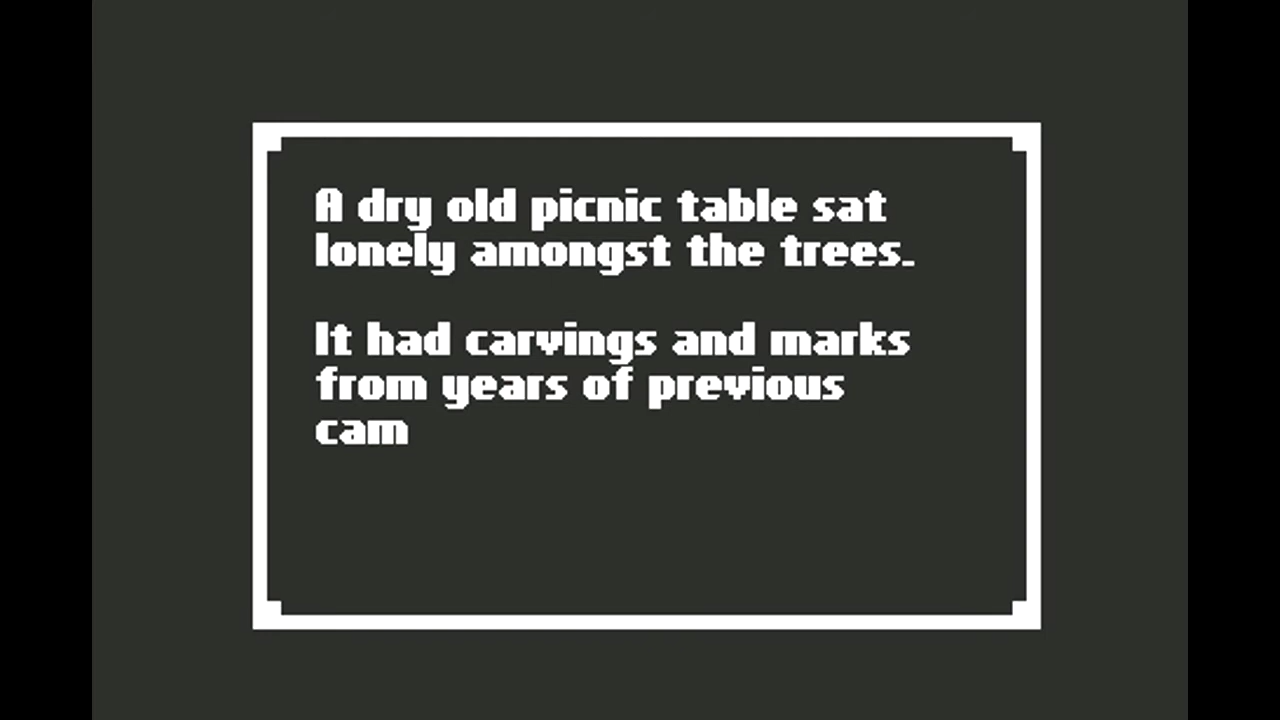 A dry old picnic table sat
lonely amongst the trees.
It had carvings and marks
from years of previous
cam